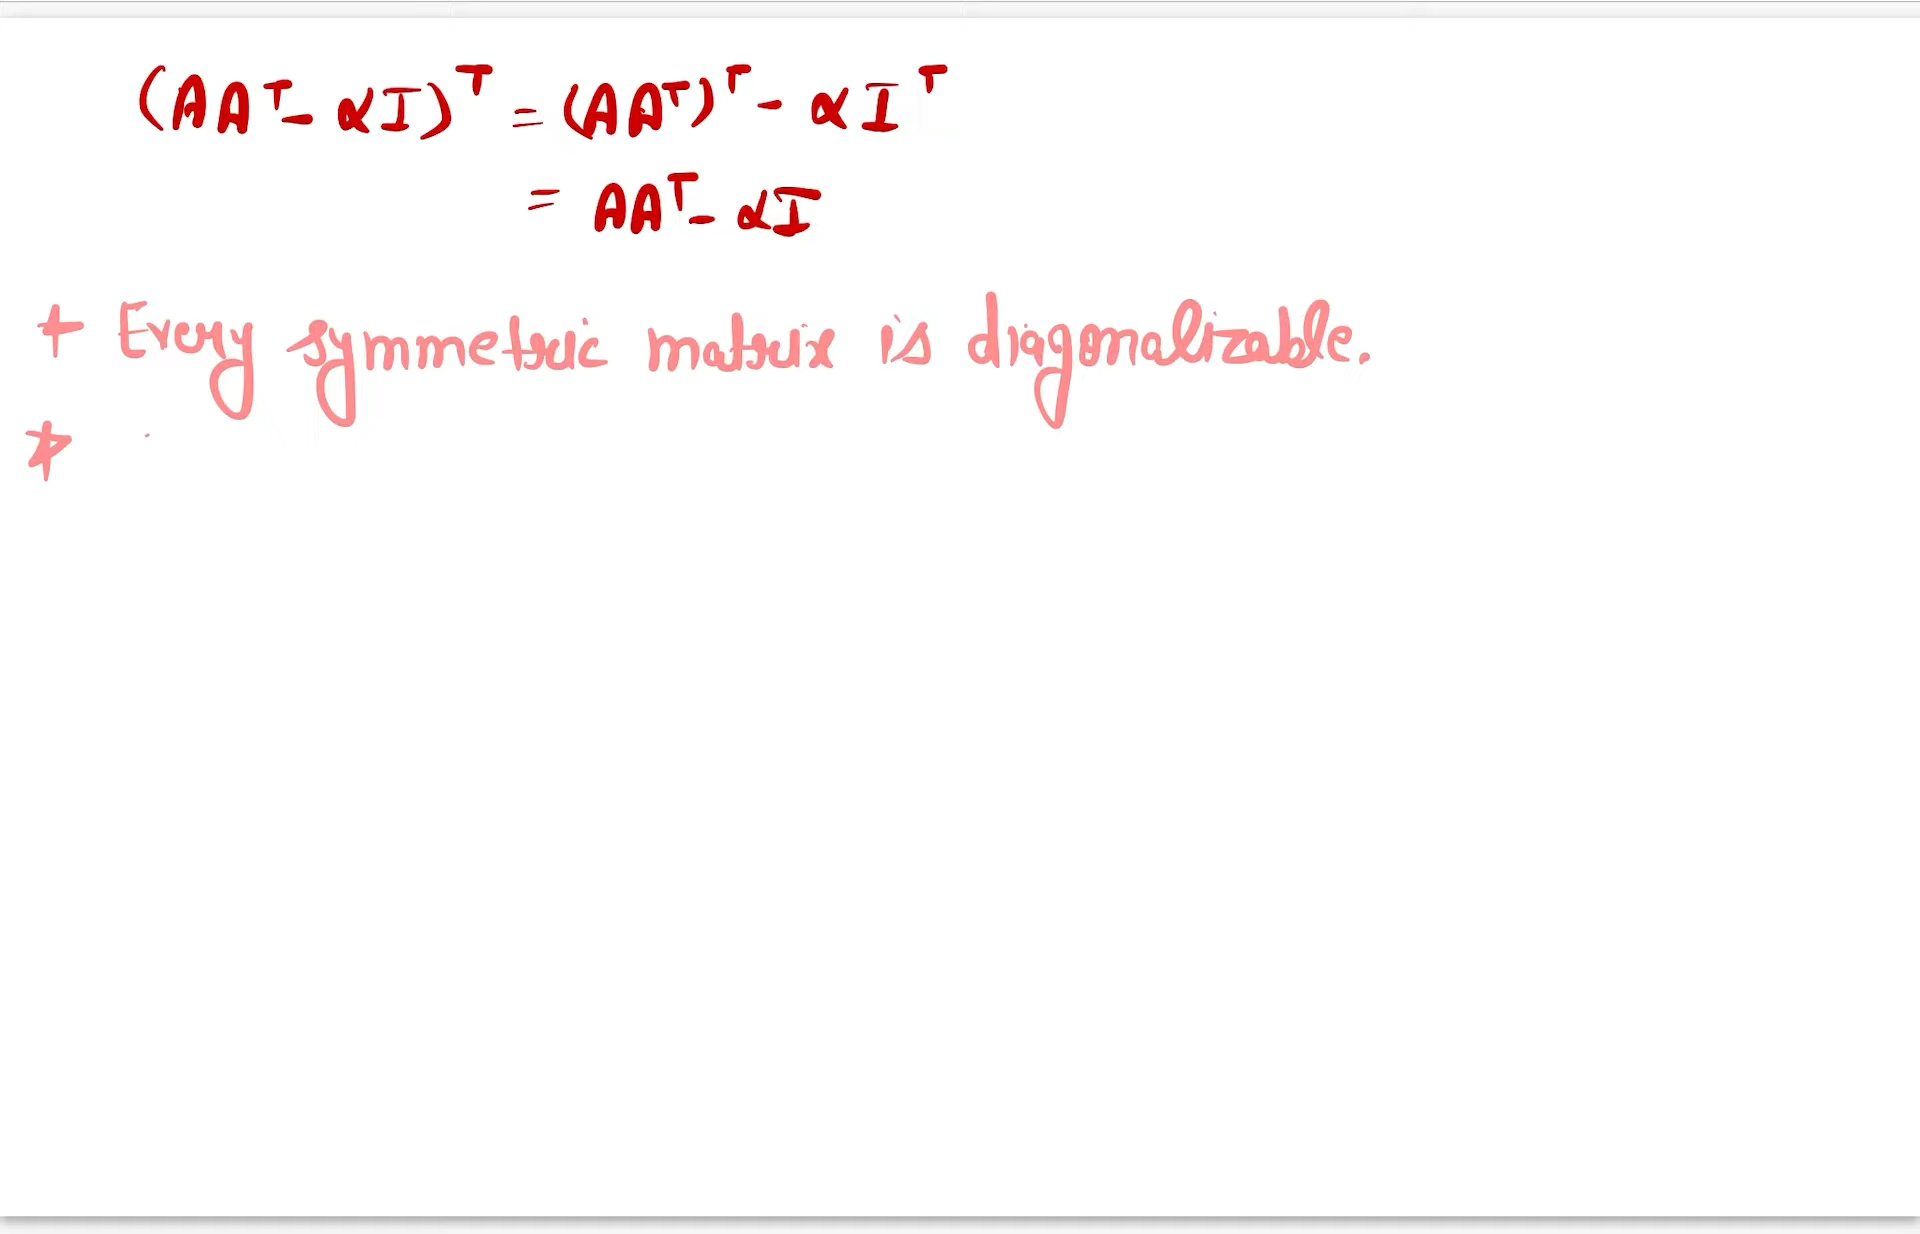 (AAᵀ - αI)ᵀ = (AAᵀ)ᵀ - αIᵀ
= AAᵀ - αI
+ Every symmetric matrix is diagonalizable.
*